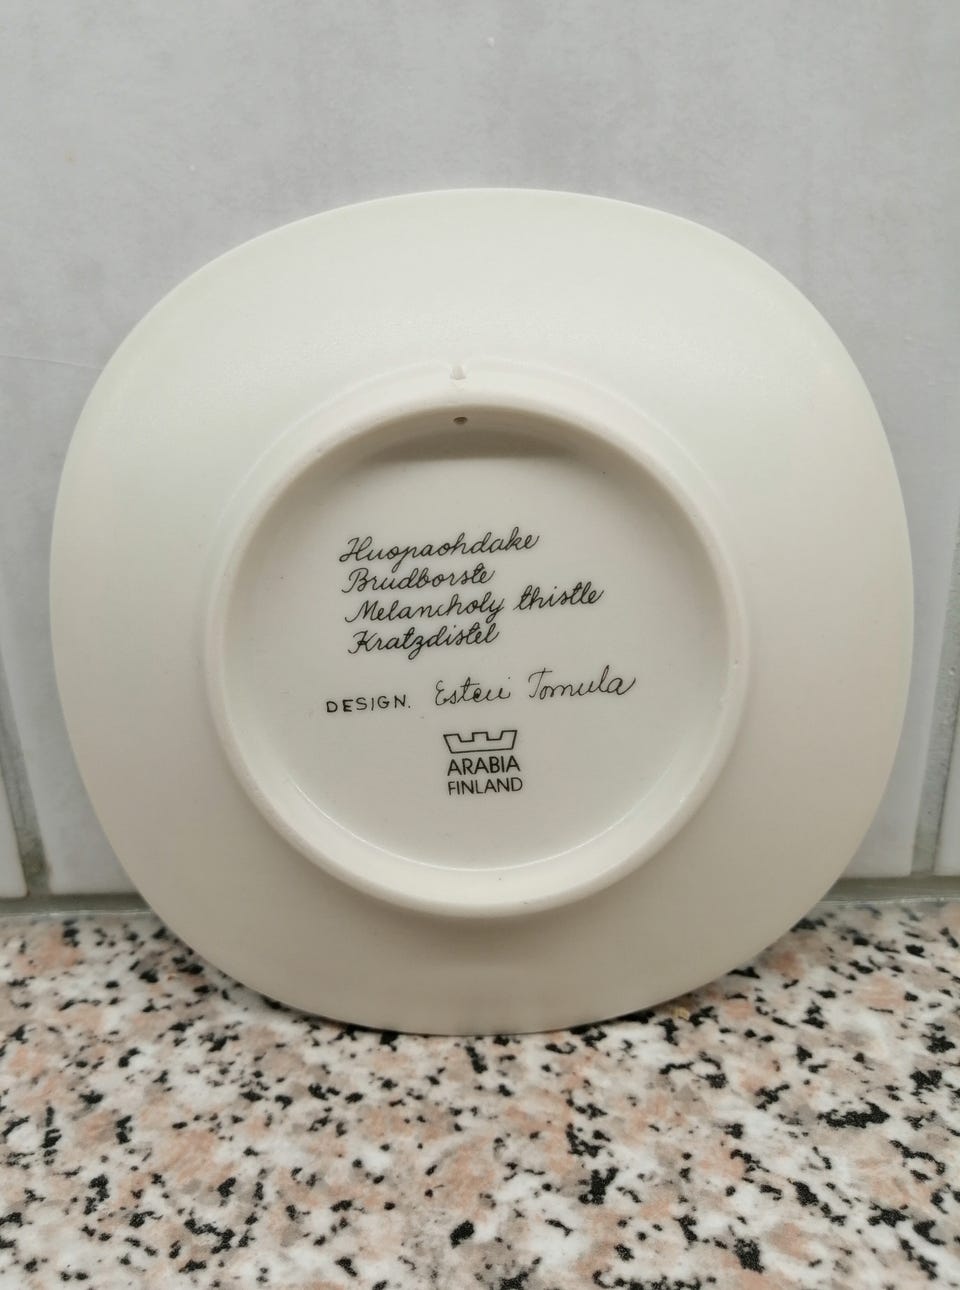 Huopaohdake
Brudborste
Melancholy thistle
Kratzdistel
DESIGN. Esteri Tomula
ARABIA
FINLAND